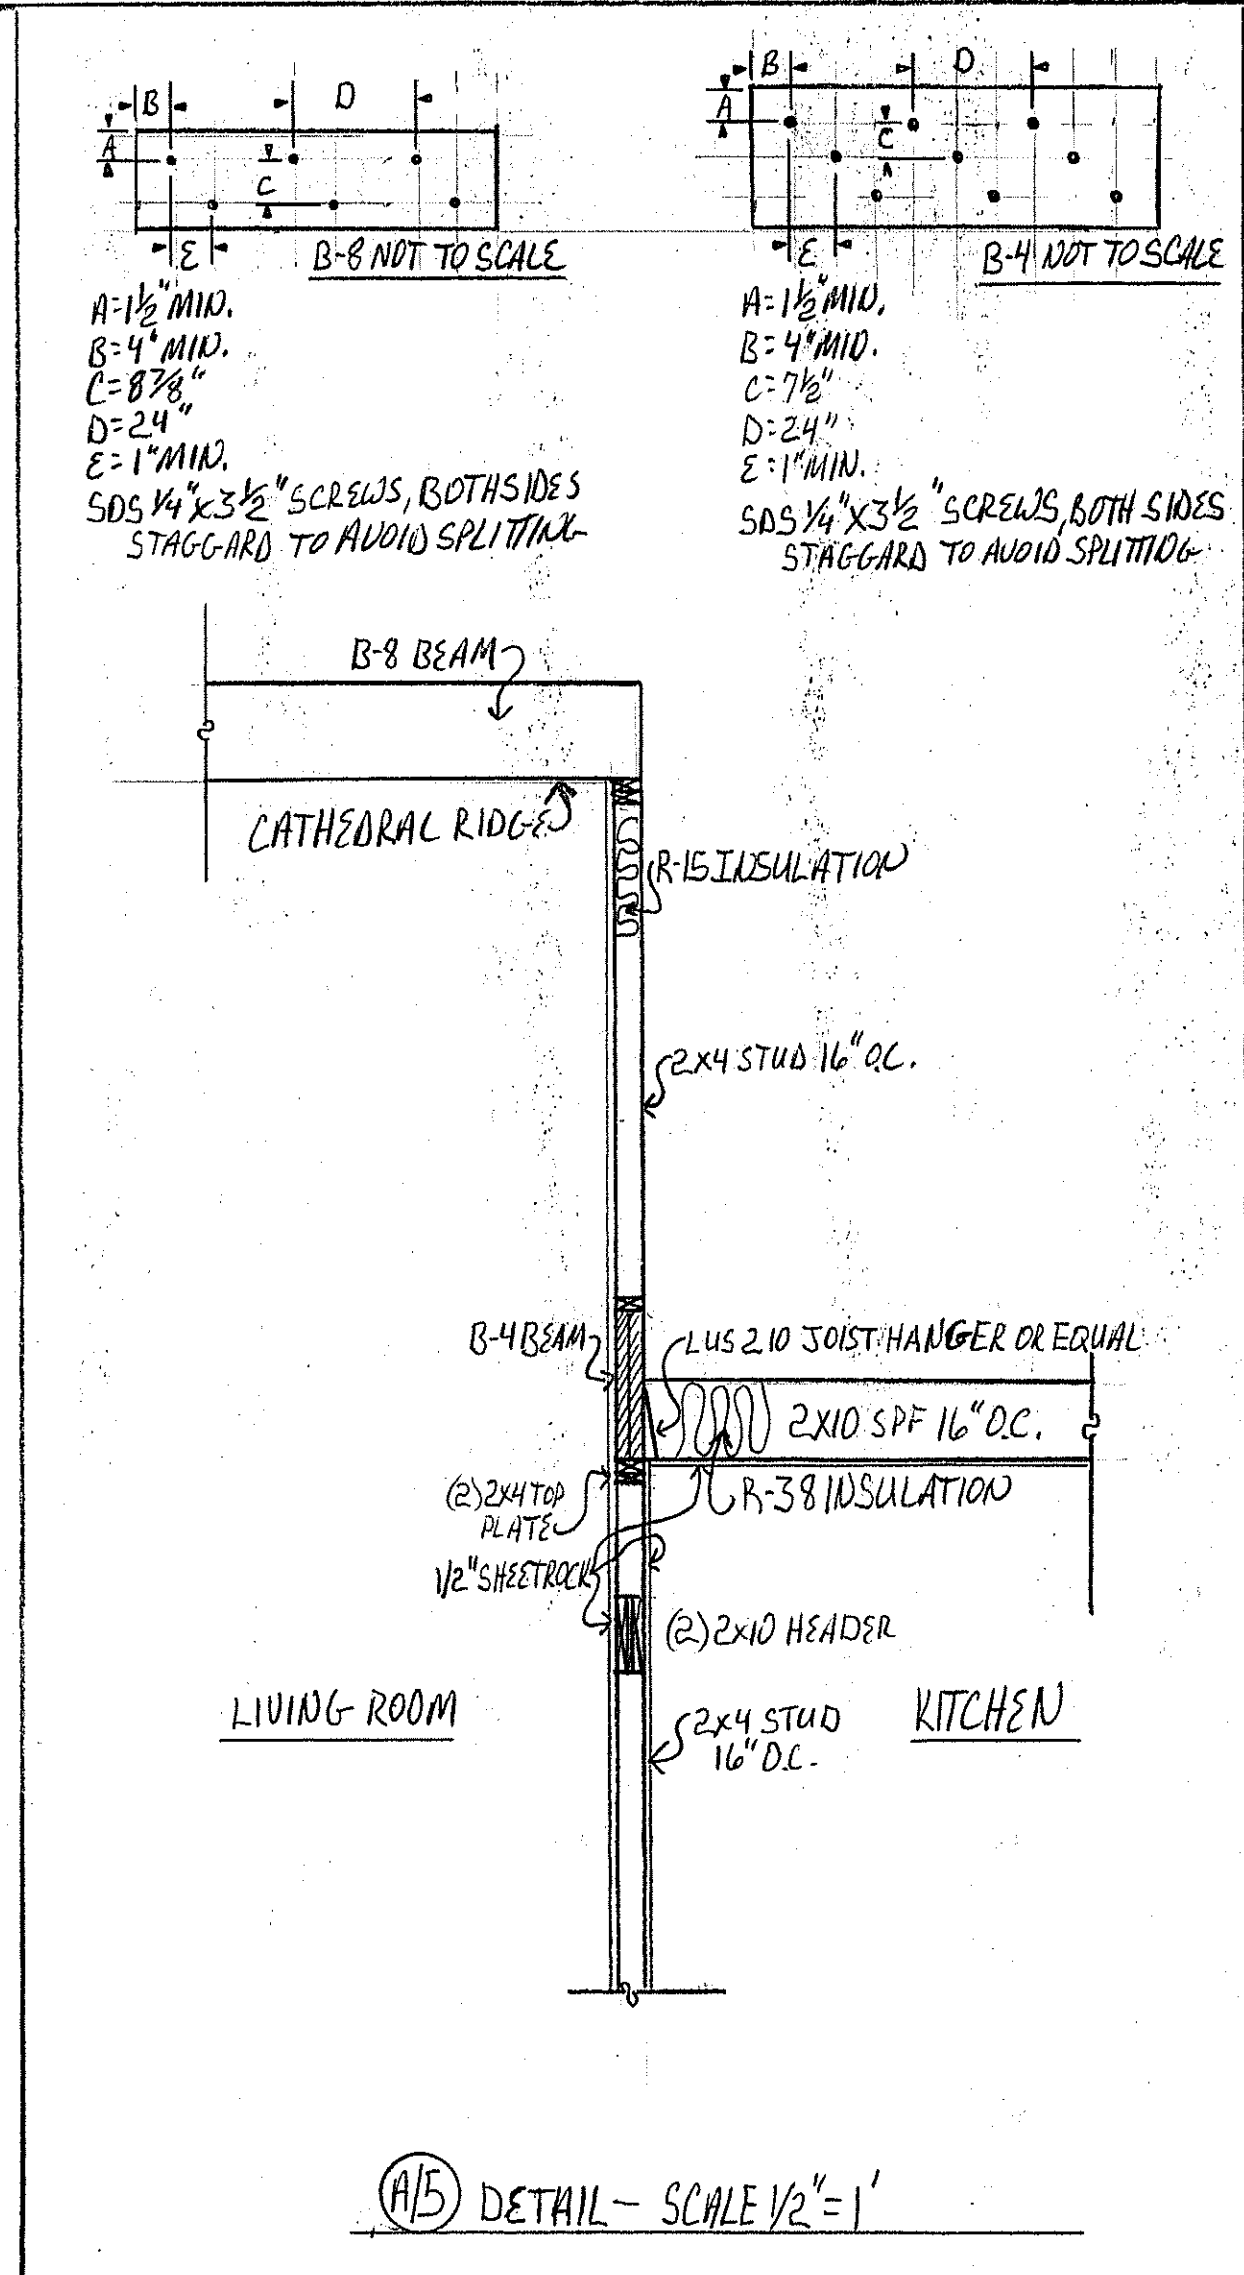 B
D
A
C
E
B-8 NOT TO SCALE
A=1½" MIN.
B=4" MIN.
C=8⅞"
D=24"
E=1" MIN.
SDS ¼"X3½" SCREWS, BOTH SIDES
STAGGARD TO AVOID SPLITTING
B
D
A
C
E
B-4 NOT TO SCALE
A=1½" MIN.
B=4" MIN.
C=7½"
D=24"
E=1" MIN.
SDS ¼"X3½" SCREWS, BOTH SIDES
STAGGARD TO AVOID SPLITTING
B-8 BEAM
CATHEDRAL RIDGE
R-15 INSULATION
2X4 STUD 16" O.C.
B-4 BEAM
LUS 210 JOIST HANGER OR EQUAL
2X10 SPF 16" O.C.
(2) 2X4 TOP
PLATE
R-38 INSULATION
1/2" SHEETROCK
(2) 2X10 HEADER
LIVING ROOM
2X4 STUD
16" O.C.
KITCHEN
A/5 DETAIL - SCALE 1/2" = 1'